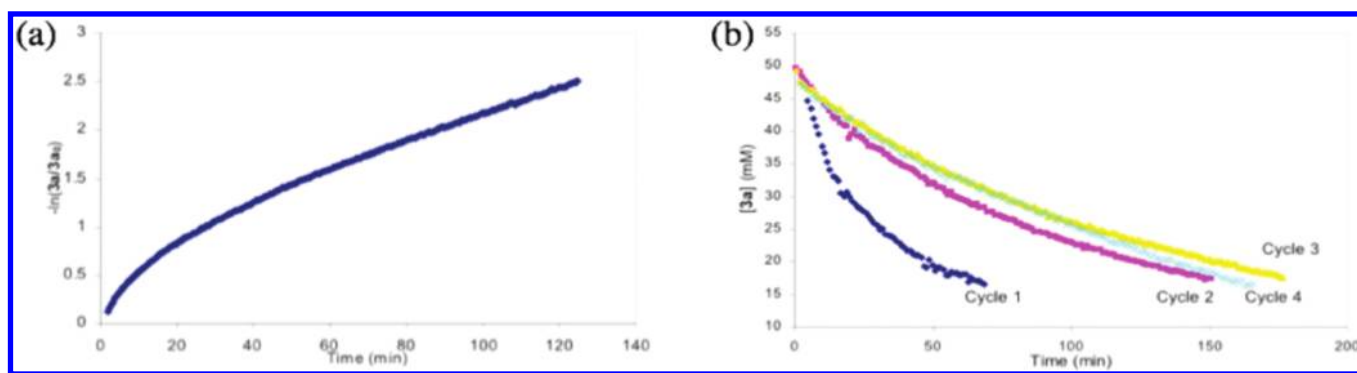 (a)
3
2.5
2
1.5
1
0.5
0
-ln(3a/3a₀)
0 20 40 60 80 100 120 140
Time (min)
(b)
55
50
45
40
35
30
25
20
15
10
[3a] (mM)
Cycle 3
Cycle 1 Cycle 2 Cycle 4
0 50 100 150 200
Time (min)